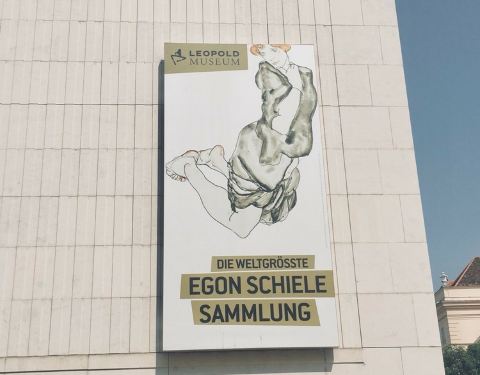 LEOPOLD
MUSEUM
DIE WELTGRÖSSTE
EGON SCHIELE
SAMMLUNG